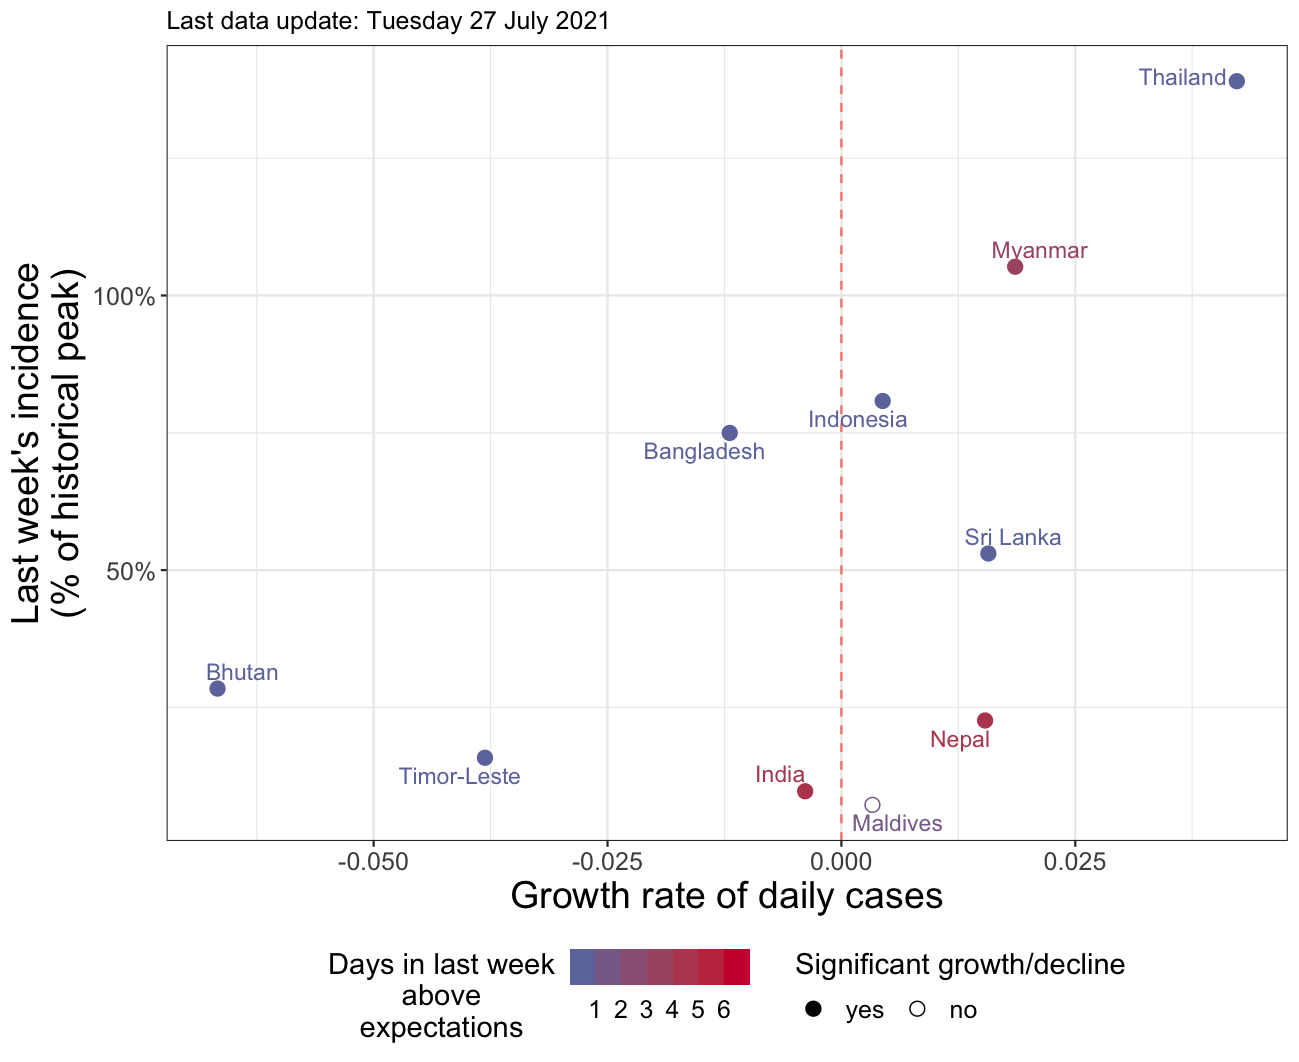 Last data update: Tuesday 27 July 2021
Thailand
Myanmar
100%
Indonesia
Bangladesh
Sri Lanka
50%
Bhutan
Nepal
Timor-Leste
India
Maldives
Last week's incidence
(% of historical peak)
-0.050 -0.025 0.000 0.025
Growth rate of daily cases
Days in last week
above
expectations
1 2 3 4 5 6
Significant growth/decline
yes no